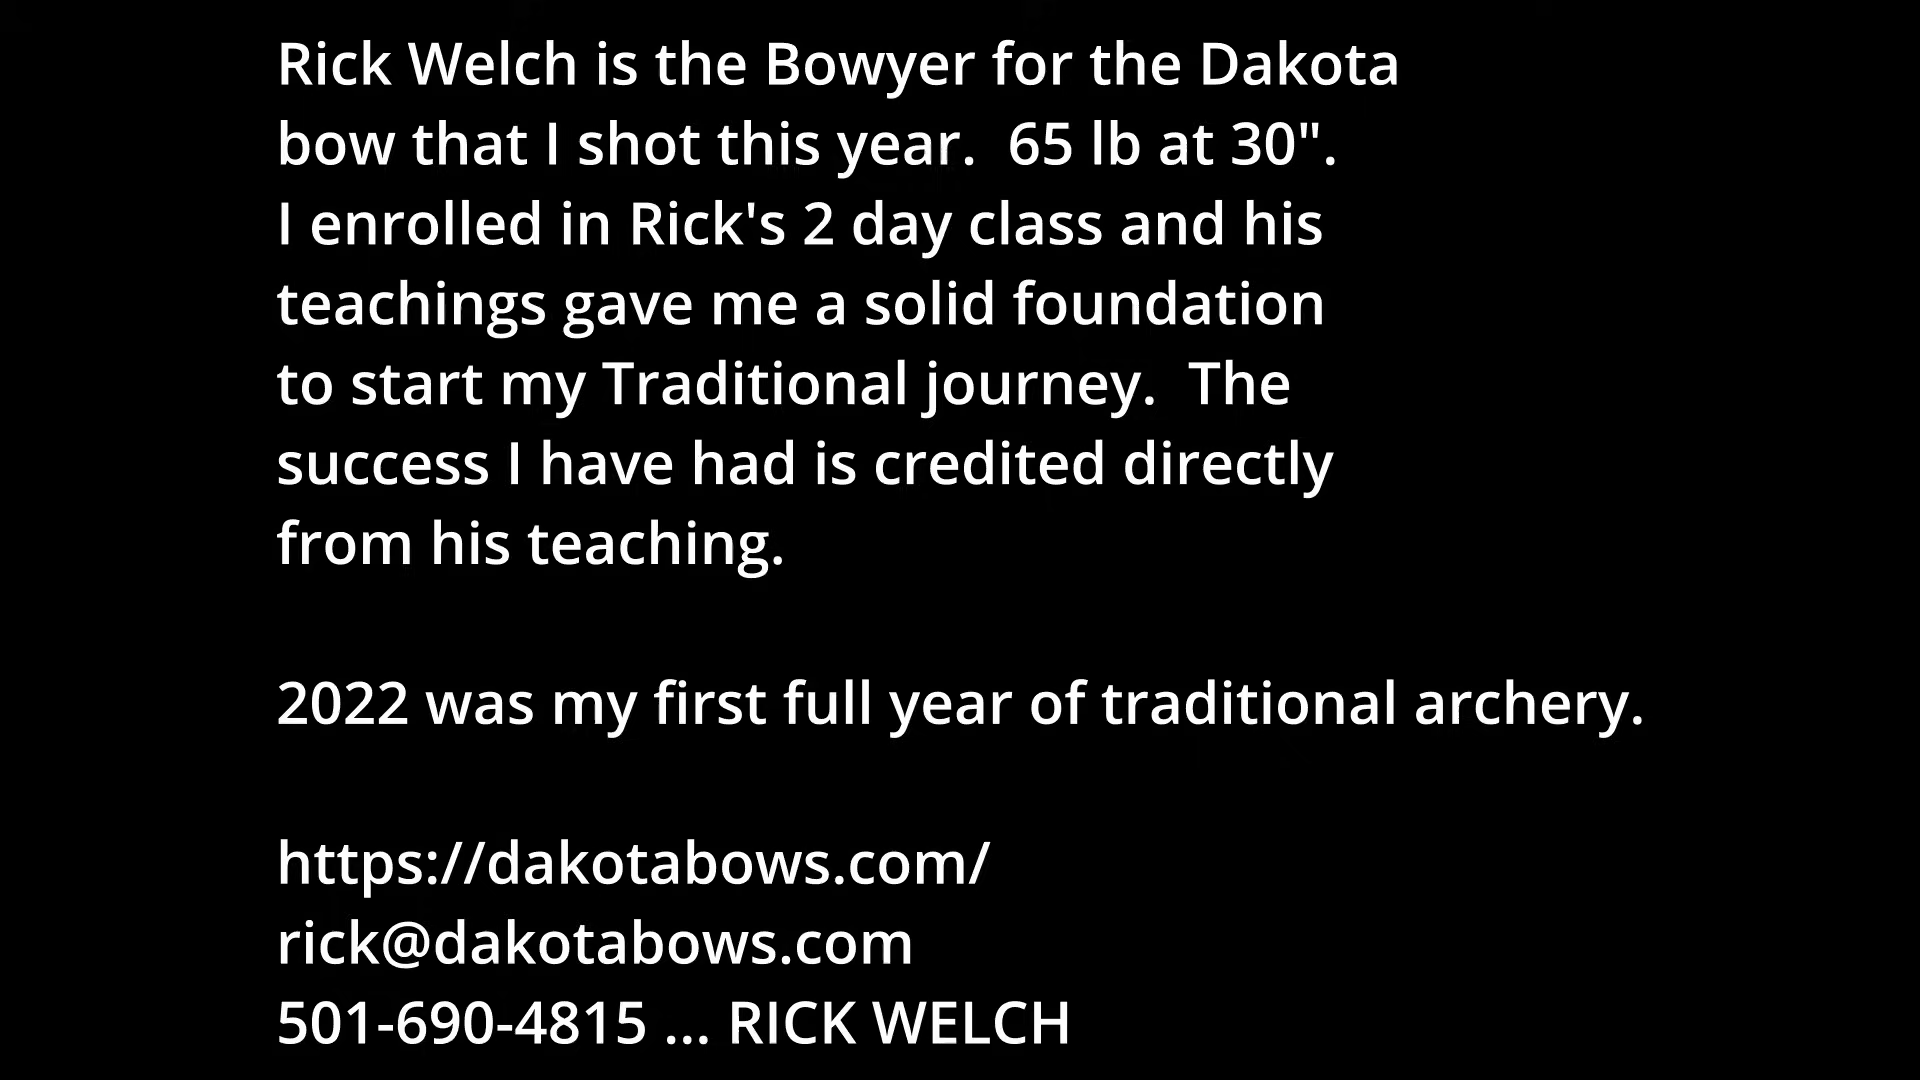 Rick Welch is the Bowyer for the Dakota
bow that I shot this year.  65 lb at 30".
I enrolled in Rick's 2 day class and his
teachings gave me a solid foundation
to start my Traditional journey.  The
success I have had is credited directly
from his teaching.
2022 was my first full year of traditional archery.
https://dakotabows.com/
rick@dakotabows.com
501-690-4815 ... RICK WELCH